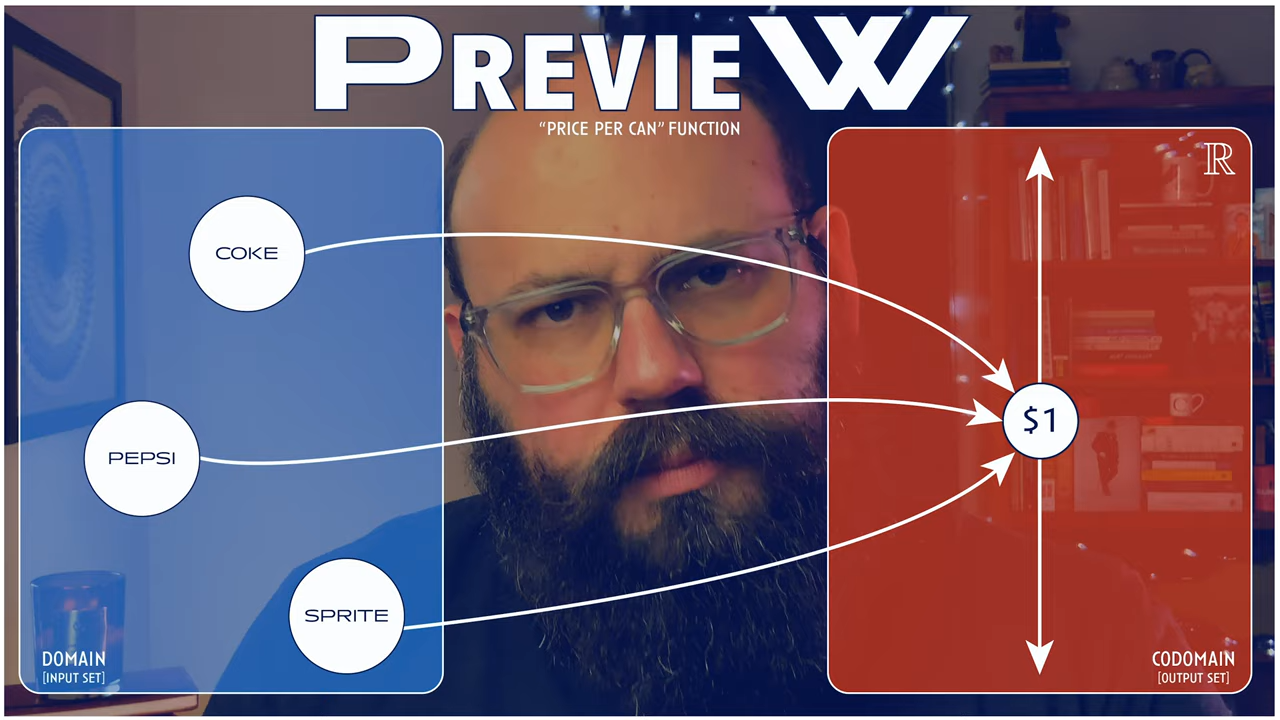 PREVIEW
“PRICE PER CAN” FUNCTION
ℝ
COKE
PEPSI
$1
SPRITE
DOMAIN
[INPUT SET]
CODOMAIN
[OUTPUT SET]